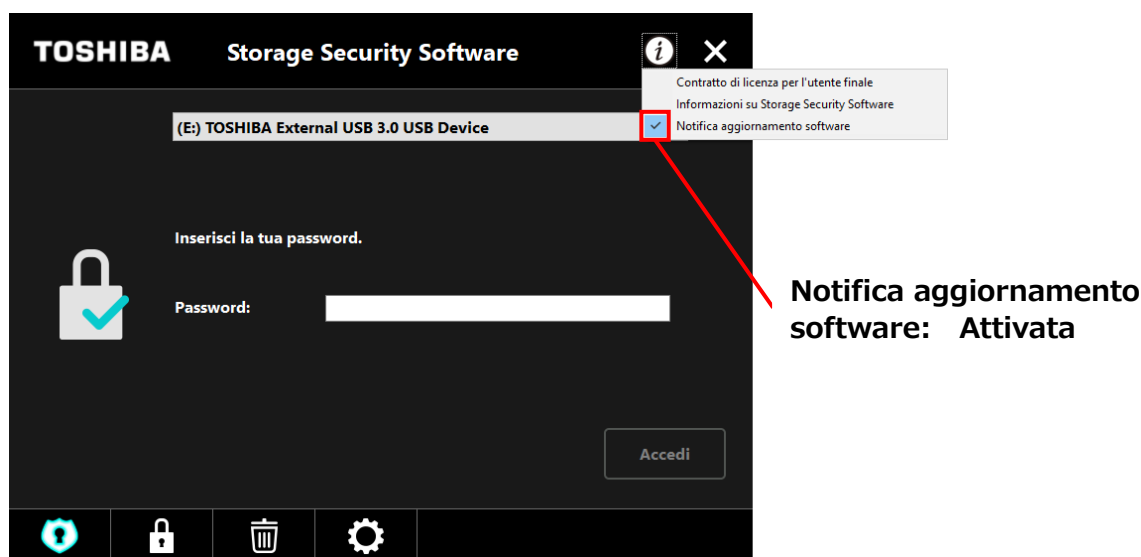 TOSHIBA Storage Security Software
Contratto di licenza per l'utente finale
Informazioni su Storage Security Software
Notifica aggiornamento software
(E:) TOSHIBA External USB 3.0 USB Device
Inserisci la tua password.
Password:
Notifica aggiornamento
software: Attivata
Accedi